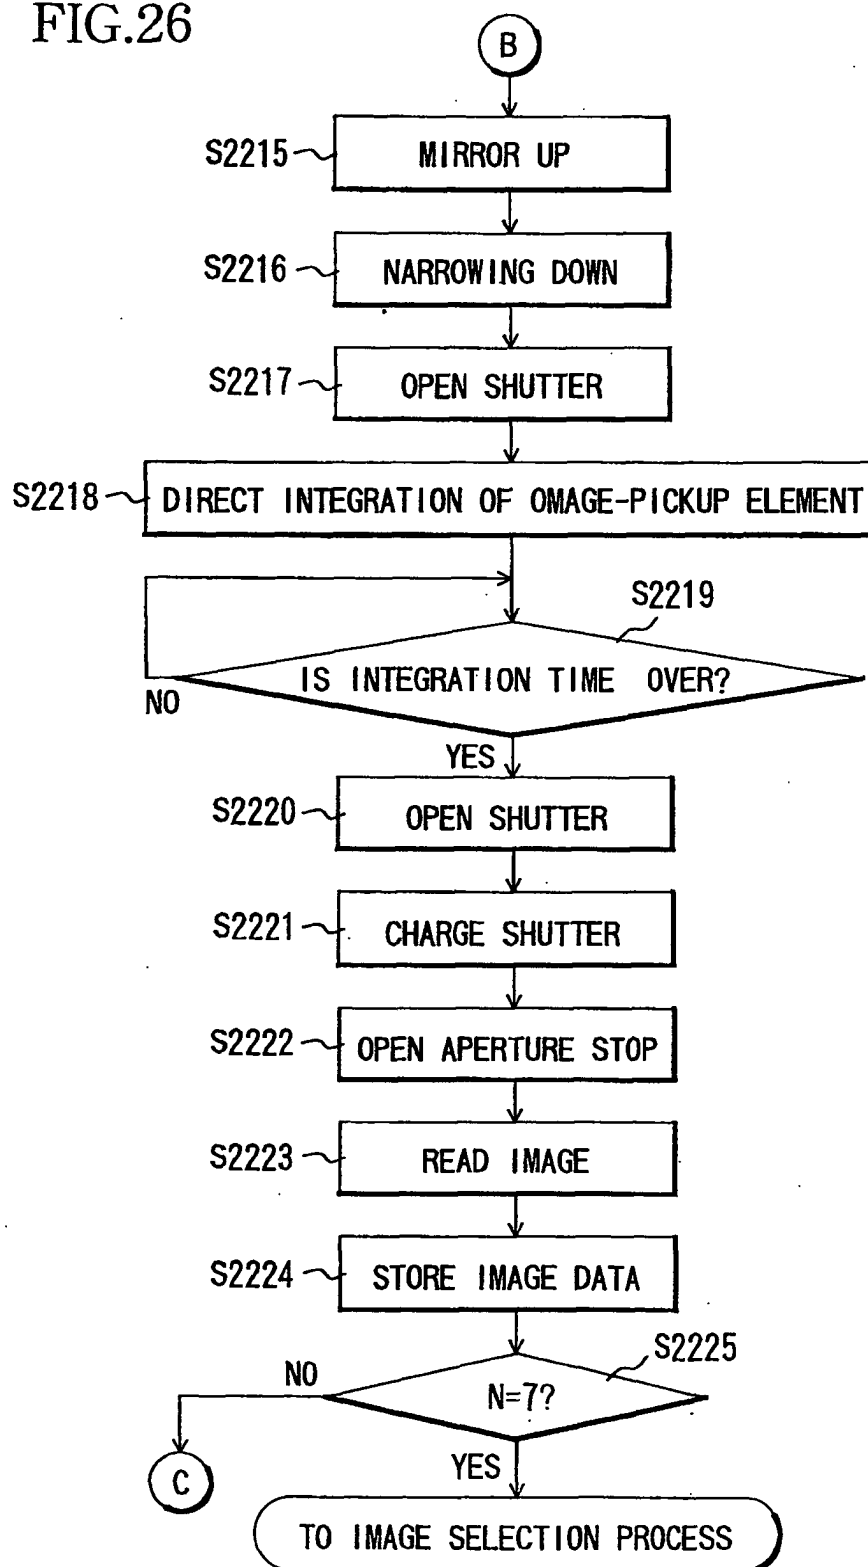 FIG.26
B
S2215
MIRROR UP
S2216
NARROWING DOWN
S2217
OPEN SHUTTER
S2218
DIRECT INTEGRATION OF OMAGE-PICKUP ELEMENT
S2219
IS INTEGRATION TIME OVER?
NO
YES
S2220
OPEN SHUTTER
S2221
CHARGE SHUTTER
S2222
OPEN APERTURE STOP
S2223
READ IMAGE
S2224
STORE IMAGE DATA
S2225
N=7?
NO
C
YES
TO IMAGE SELECTION PROCESS